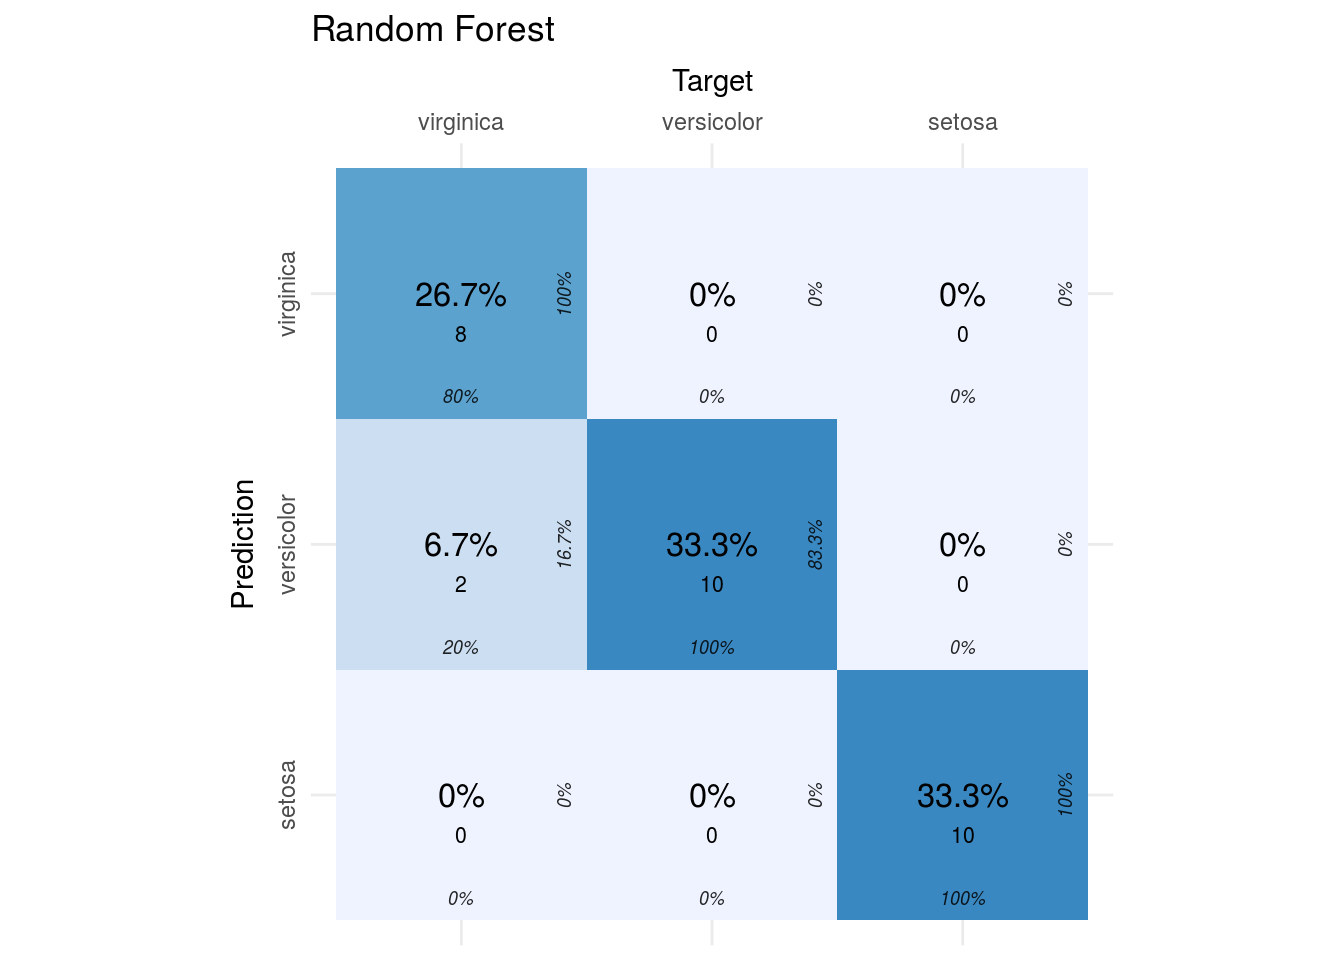 Random Forest
Target
virginica versicolor setosa
Prediction
virginica
26.7% 100% 0% 0% 0% 0%
8 0 0
80% 0% 0%
versicolor
6.7% 16.7% 33.3% 83.3% 0% 0%
2 10 0
20% 100% 0%
setosa
0% 0% 0% 0% 33.3% 100%
0 0 10
0% 0% 100%